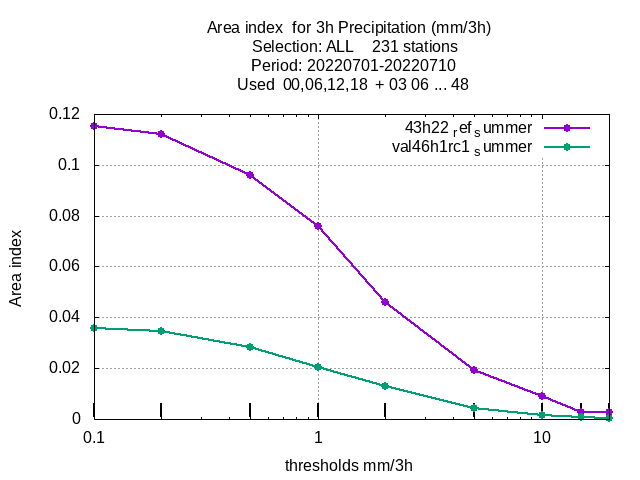 Area index  for 3h Precipitation (mm/3h)
Selection: ALL    231 stations
Period: 20220701-20220710
Used  00,06,12,18  + 03 06 ... 48
43h22_ref_summer
val46h1rc1_summer
0.12
0.1
0.08
0.06
0.04
0.02
0
Area index
0.1 1 10
thresholds mm/3h